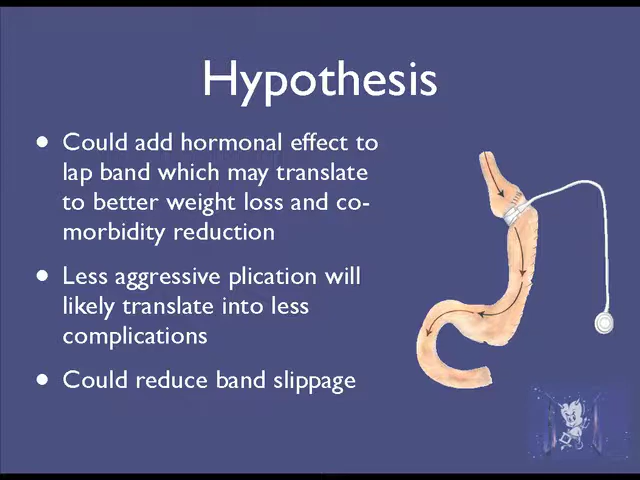 Hypothesis
• Could add hormonal effect to
lap band which may translate
to better weight loss and co-
morbidity reduction
• Less aggressive plication will
likely translate into less
complications
• Could reduce band slippage